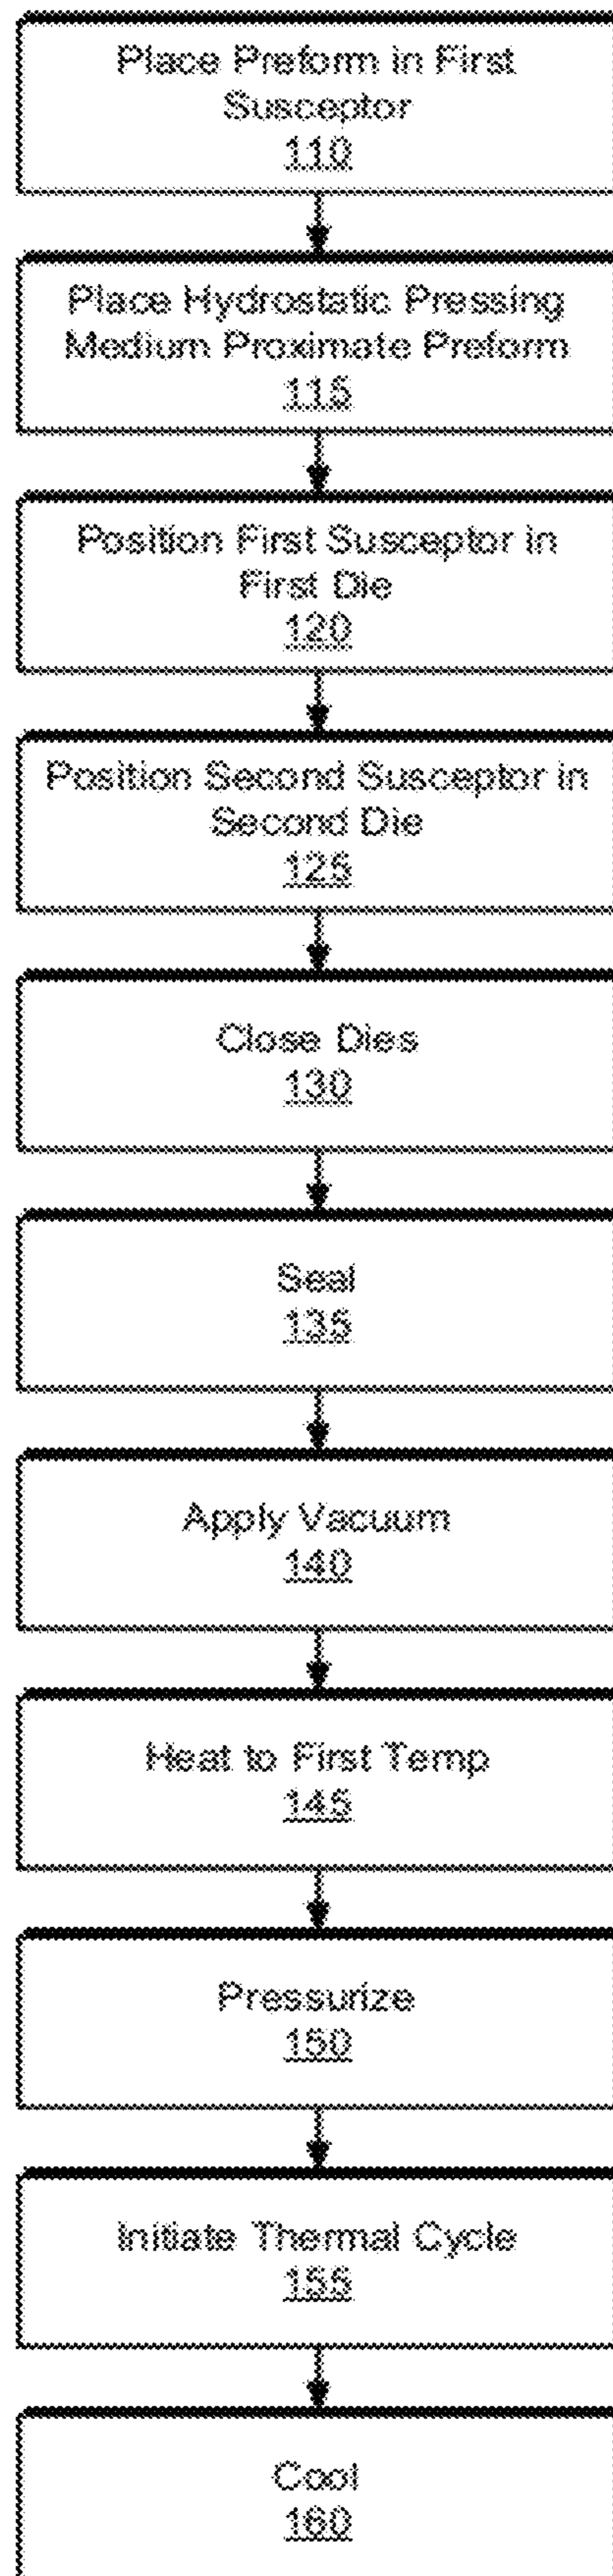 Place Preform in First
Susceptor
110
Place Hydrostatic Pressing
Medium Proximate Preform
115
Position First Susceptor in
First Die
120
Position Second Susceptor in
Second Die
125
Close Dies
130
Seal
135
Apply Vacuum
140
Heat to First Temp
145
Pressurize
150
Initiate Thermal Cycle
155
Cool
160